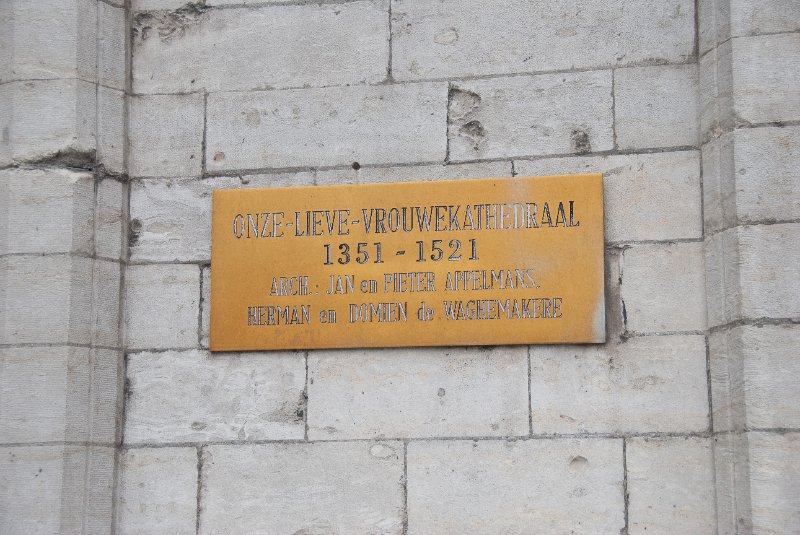 ONZE-LIEVE-VROUWEKATHEDRAAL
1351 - 1521
ARCH.: JAN en PIETER APPELMANS,
HERMAN en DOMIEN de WAGHEMAKERE